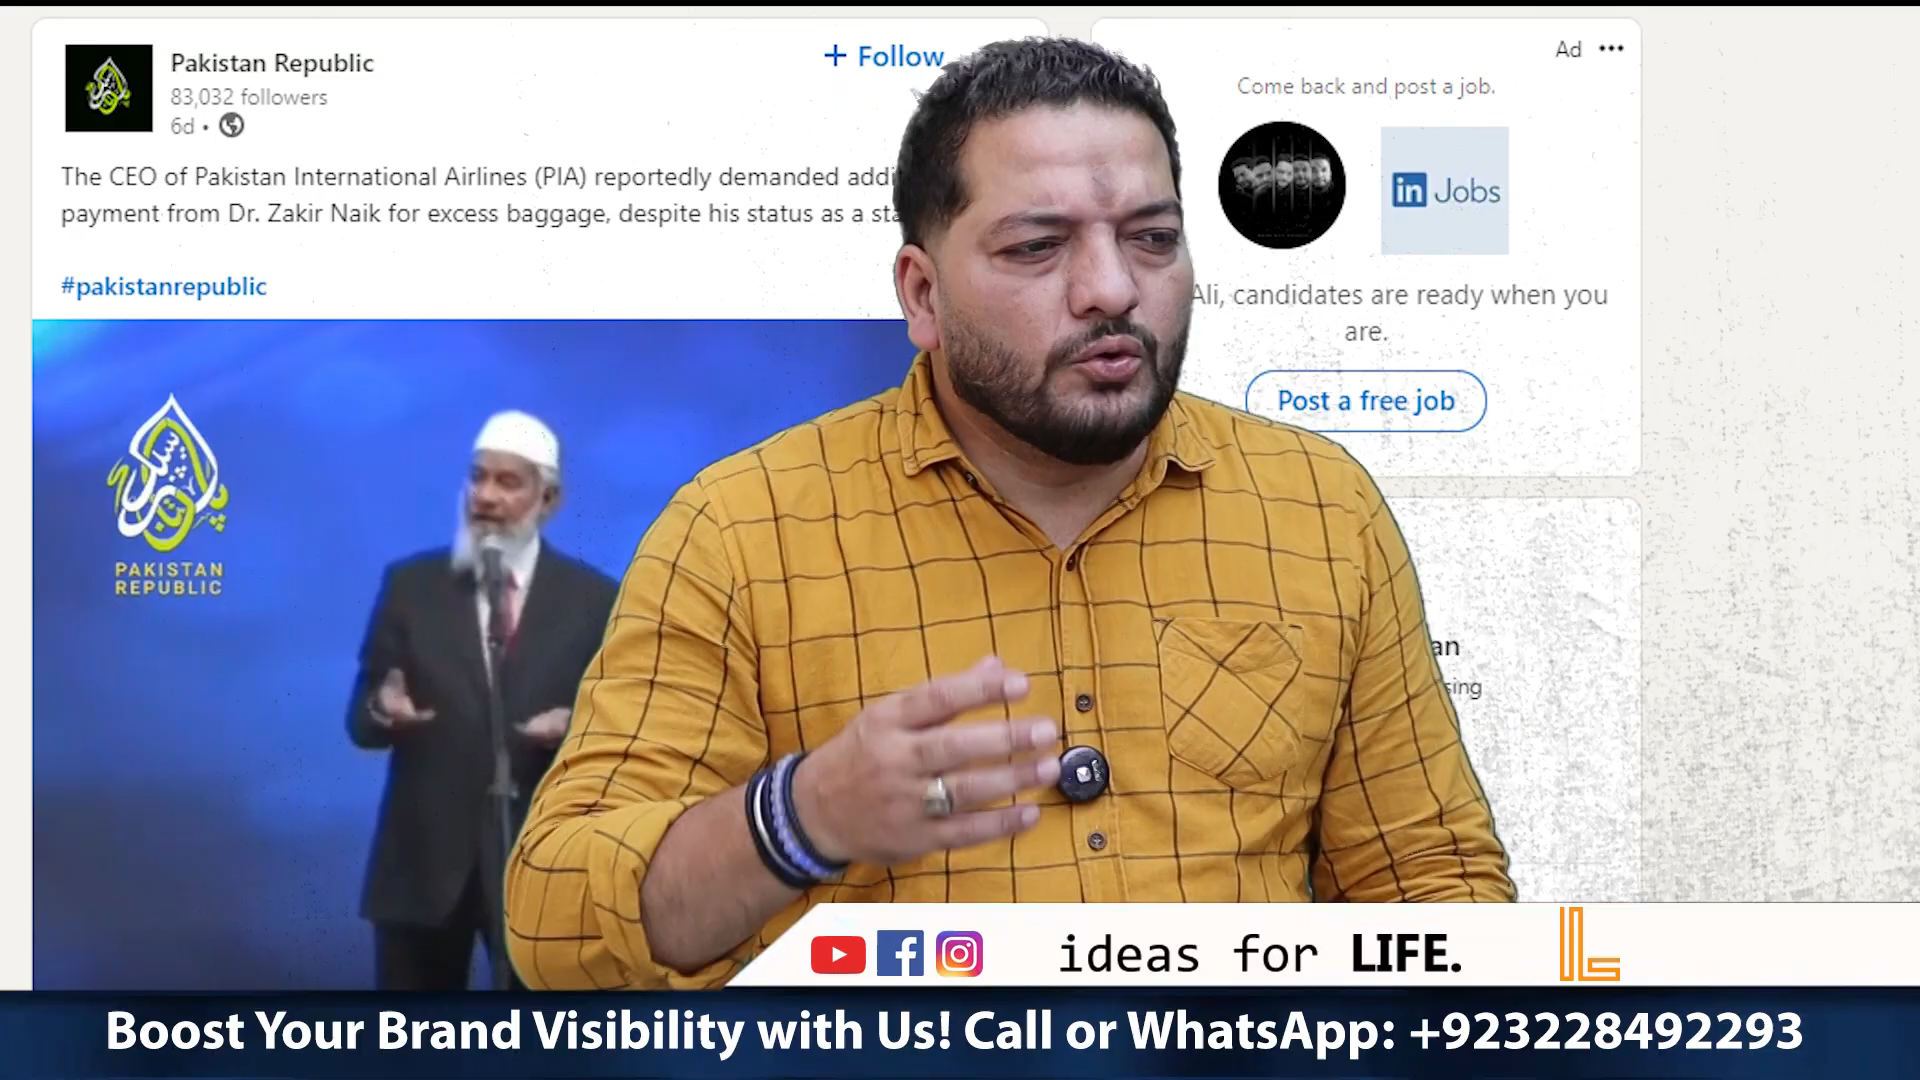 Pakistan Republic
83,032 followers
6d •
+ Follow
The CEO of Pakistan International Airlines (PIA) reportedly demanded addi
payment from Dr. Zakir Naik for excess baggage, despite his status as a sta
#pakistanrepublic
PAKISTAN
REPUBLIC
Ad •••
Come back and post a job.
in Jobs
Ali, candidates are ready when you
are.
Post a free job
an
sing
ideas for LIFE.
Boost Your Brand Visibility with Us! Call or WhatsApp: +923228492293